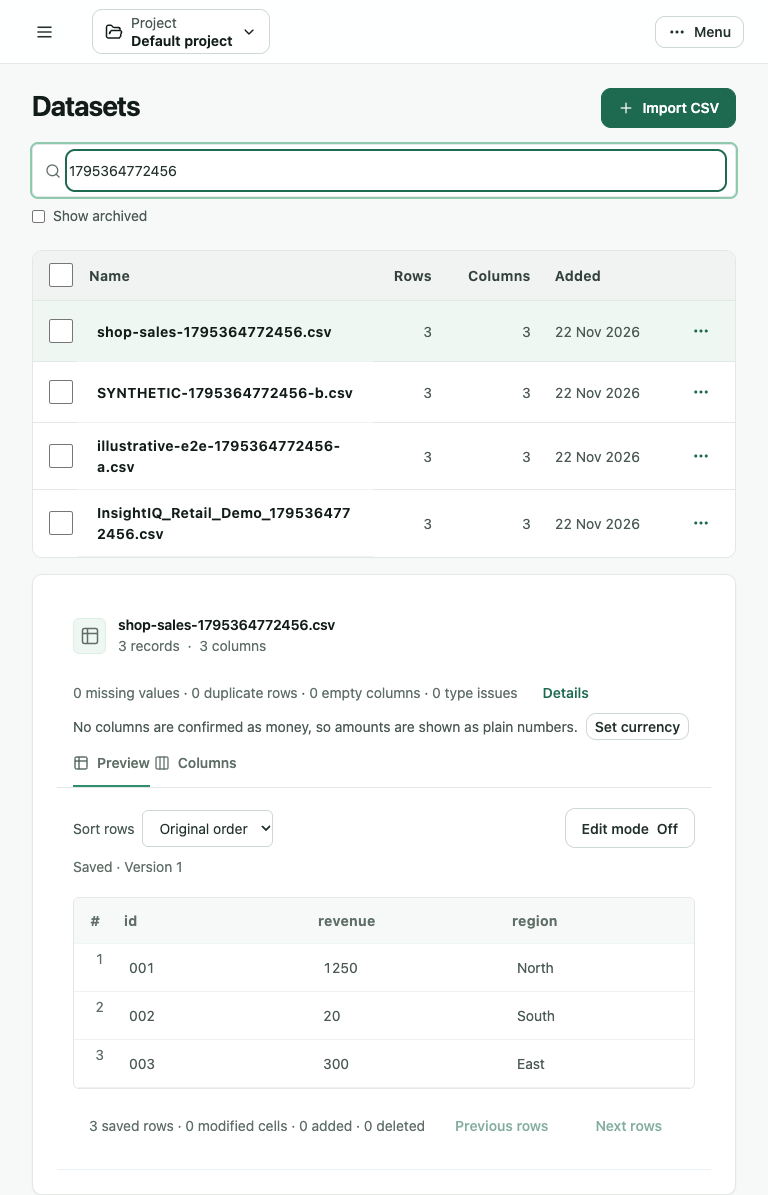 Project
Default project
Menu
Datasets
Import CSV
1795364772456
Show archived
Name Rows Columns Added
shop-sales-1795364772456.csv 3 3 22 Nov 2026
SYNTHETIC-1795364772456-b.csv 3 3 22 Nov 2026
illustrative-e2e-1795364772456-
a.csv 3 3 22 Nov 2026
InsightIQ_Retail_Demo_179536477
2456.csv 3 3 22 Nov 2026
shop-sales-1795364772456.csv
3 records · 3 columns
0 missing values · 0 duplicate rows · 0 empty columns · 0 type issues Details
No columns are confirmed as money, so amounts are shown as plain numbers. Set currency
Preview Columns
Sort rows Original order Edit mode Off
Saved · Version 1
# id revenue region
1 001 1250 North
2 002 20 South
3 003 300 East
3 saved rows · 0 modified cells · 0 added · 0 deleted Previous rows Next rows